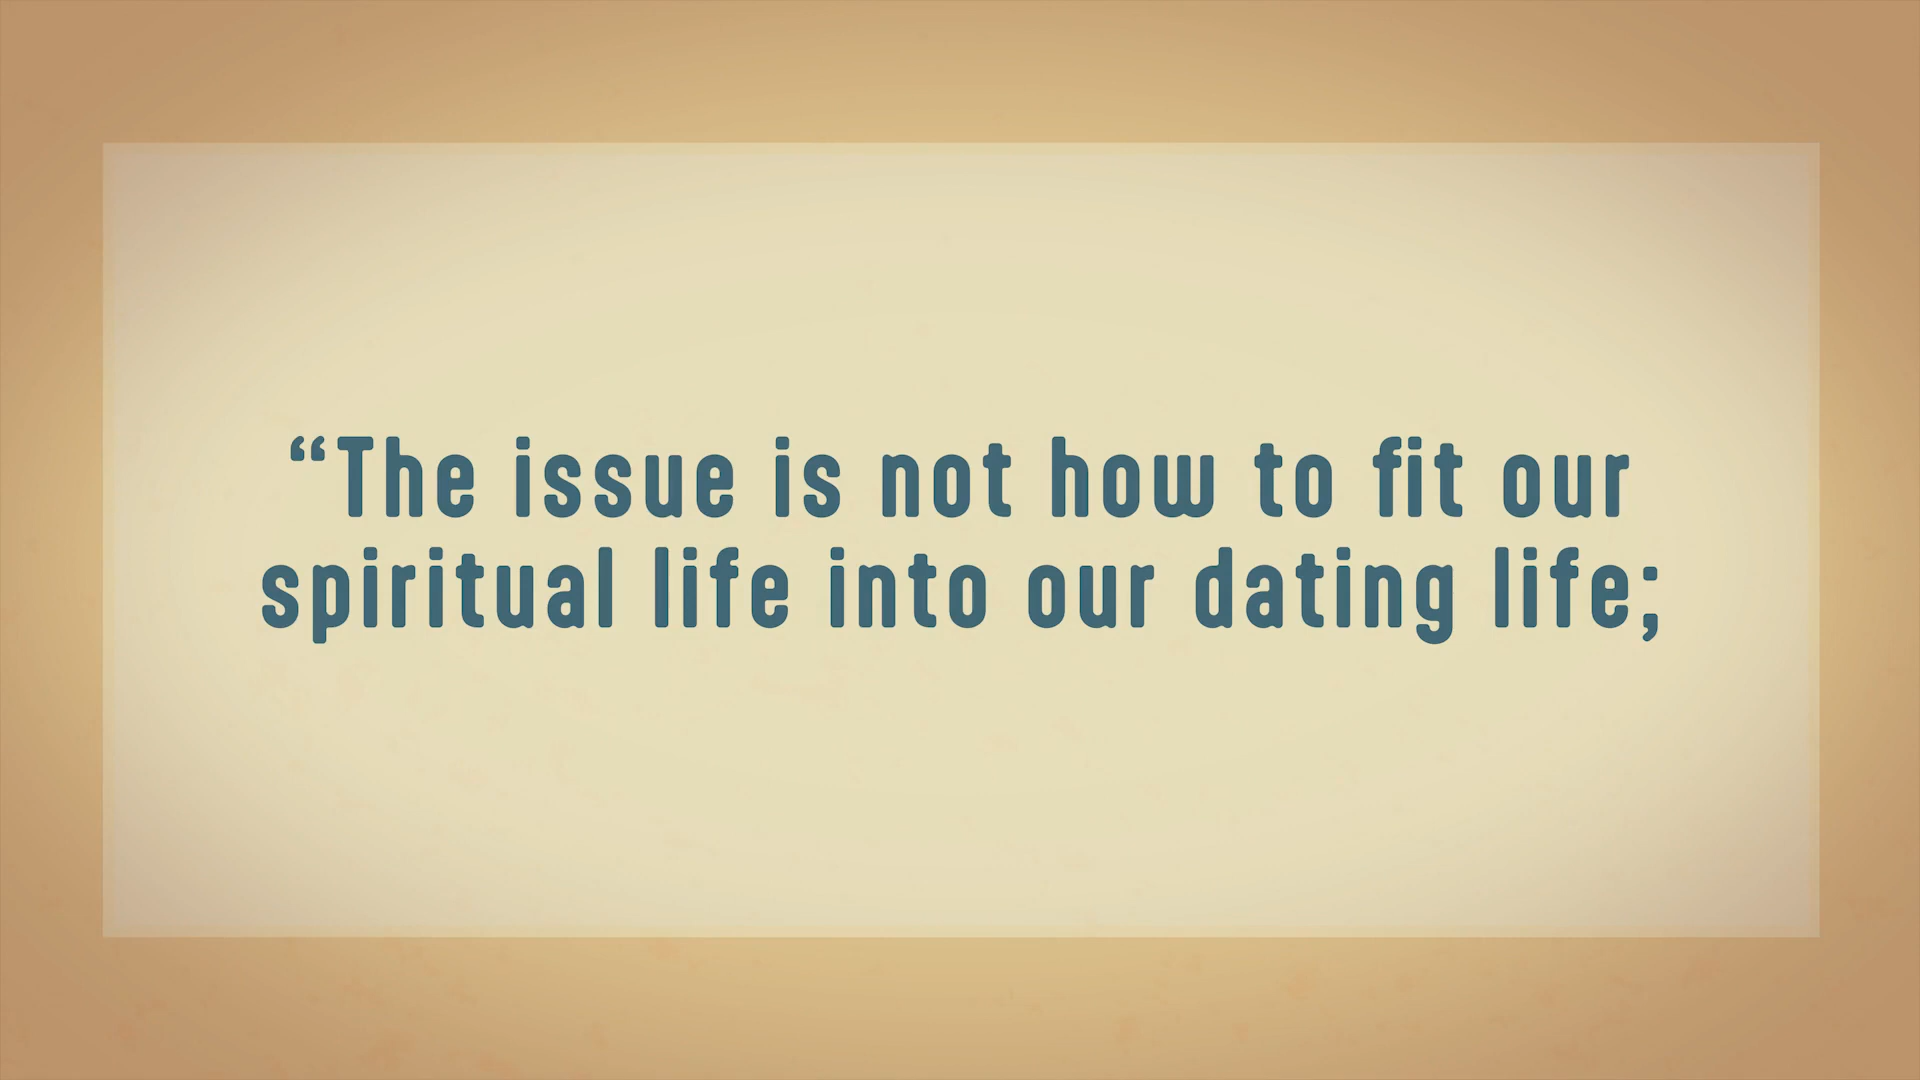 “The issue is not how to fit our
spiritual life into our dating life;